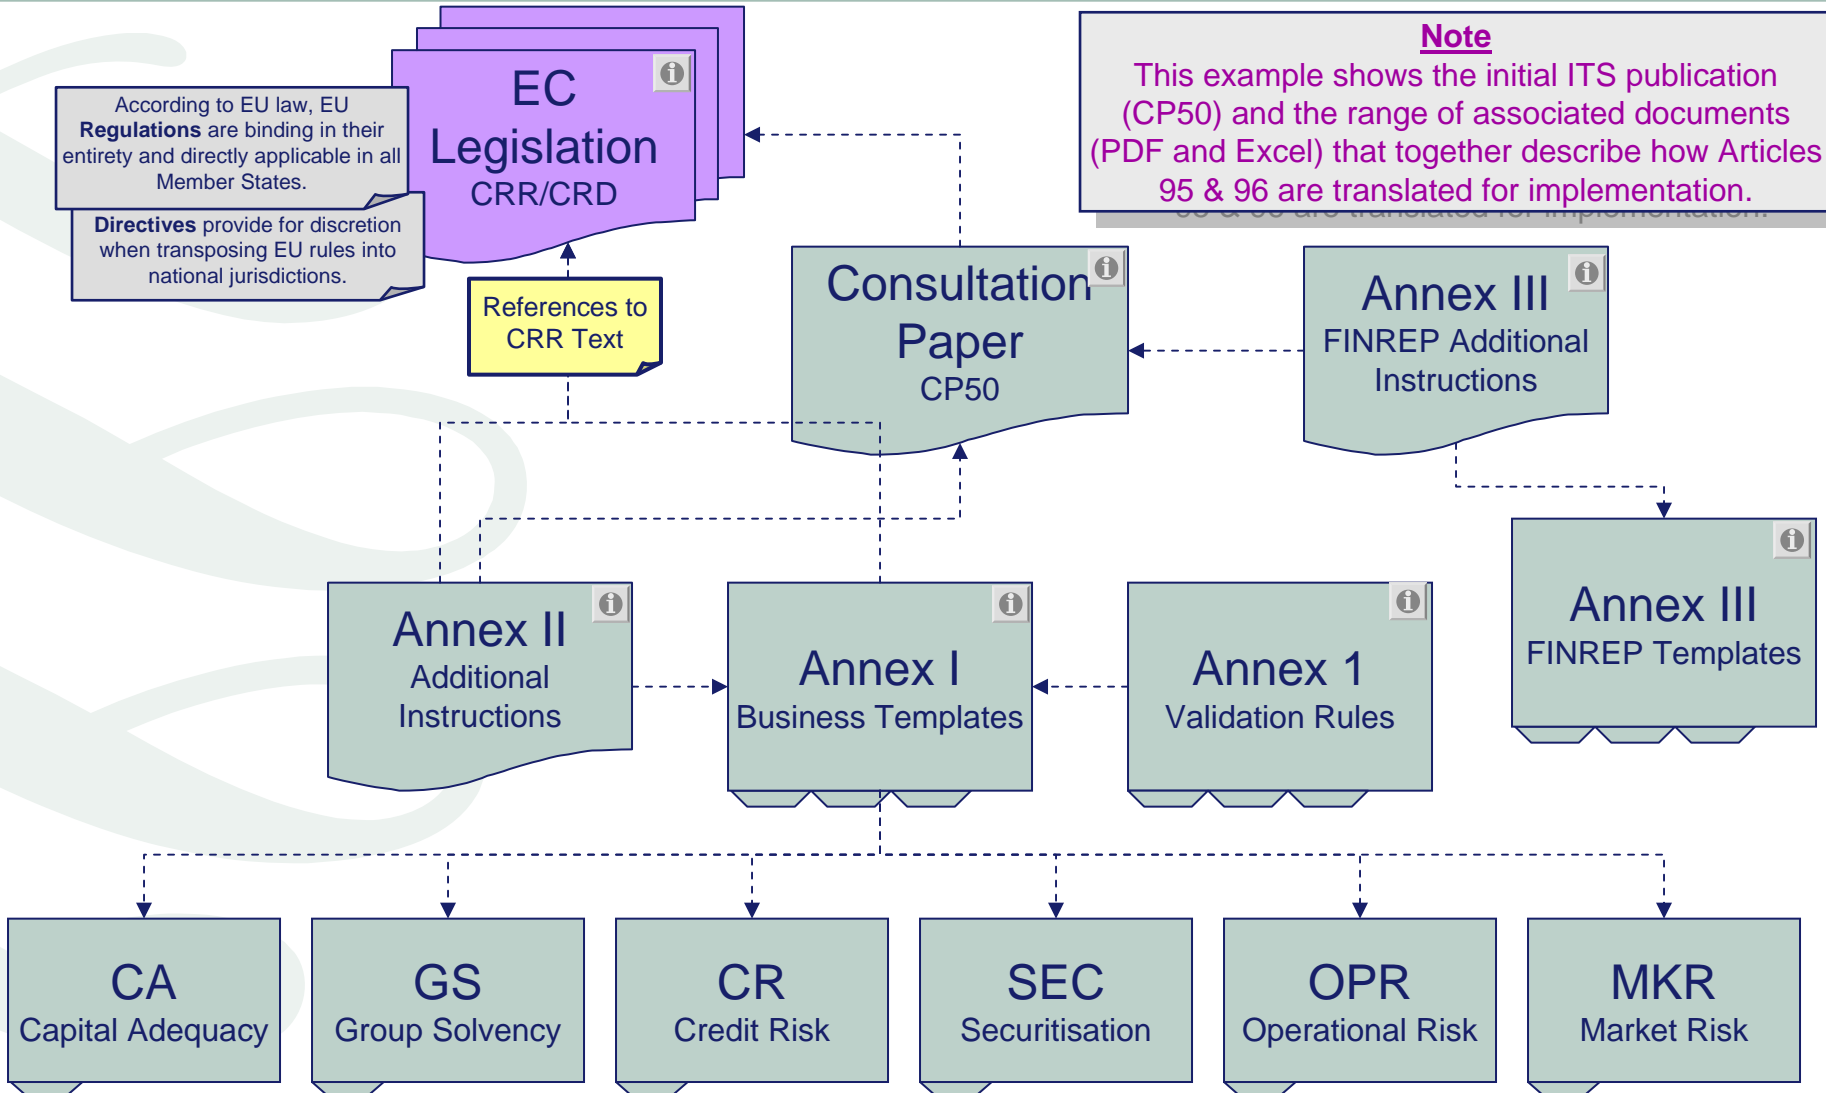 EC
Legislation
CRR/CRD
According to EU law, EU
Regulations are binding in their
entirety and directly applicable in all
Member States.
Directives provide for discretion
when transposing EU rules into
national jurisdictions.
Note
This example shows the initial ITS publication
(CP50) and the range of associated documents
(PDF and Excel) that together describe how Articles
95 & 96 are translated for implementation.
References to
CRR Text
Consultation
Paper
CP50
Annex III
FINREP Additional
Instructions
Annex II
Additional
Instructions
Annex I
Business Templates
Annex 1
Validation Rules
Annex III
FINREP Templates
CA
Capital Adequacy
GS
Group Solvency
CR
Credit Risk
SEC
Securitisation
OPR
Operational Risk
MKR
Market Risk